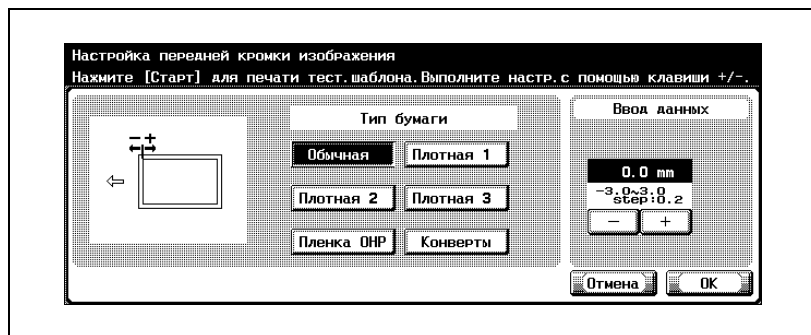 Настройка передней кромки изображения
Нажмите [Старт] для печати тест.шаблона.Выполните настр.с помощью клавиши +/-.
Тип бумаги
Ввод данных
- +
Обычная
Плотная 1
0.0 mm
-3.0~3.0
step:0.2
Плотная 2
Плотная 3
- +
Пленка OHP
Конверты
Отмена
OK